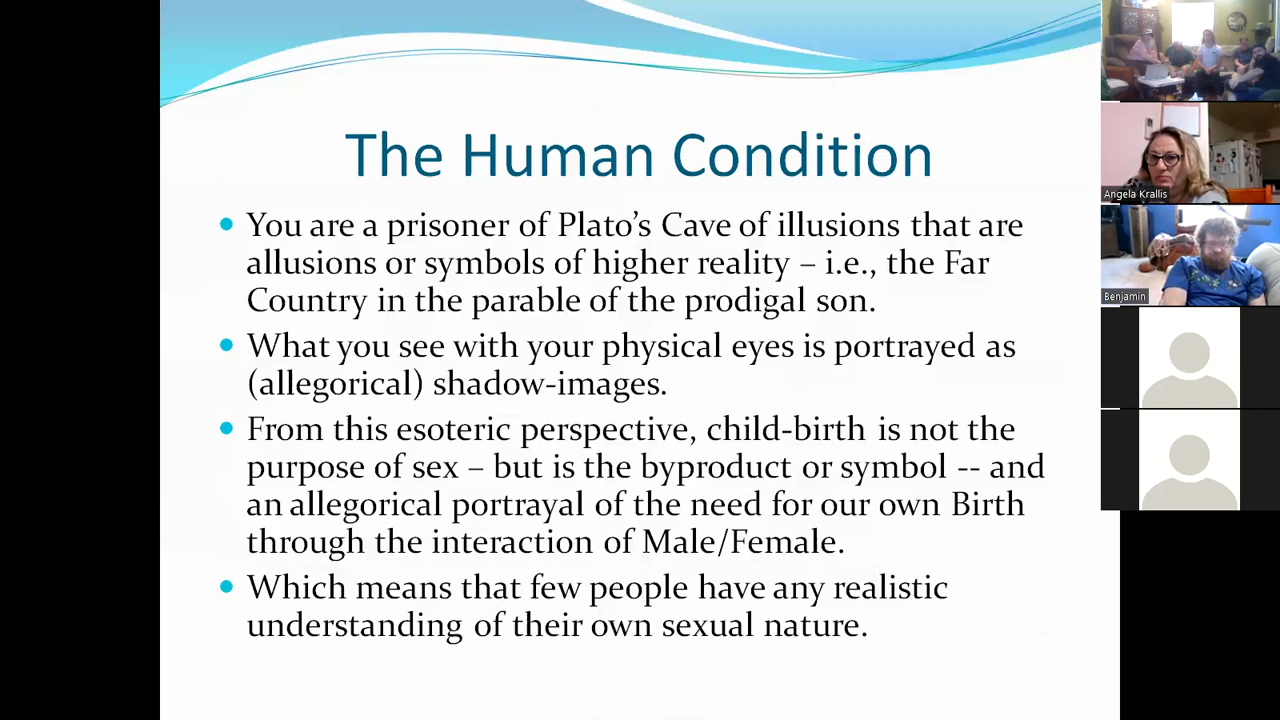 The Human Condition
You are a prisoner of Plato's Cave of illusions that are
allusions or symbols of higher reality – i.e., the Far
Country in the parable of the prodigal son.
What you see with your physical eyes is portrayed as
(allegorical) shadow-images.
From this esoteric perspective, child-birth is not the
purpose of sex – but is the byproduct or symbol -- and
an allegorical portrayal of the need for our own Birth
through the interaction of Male/Female.
Which means that few people have any realistic
understanding of their own sexual nature.
Angela Krallis
Benjamin